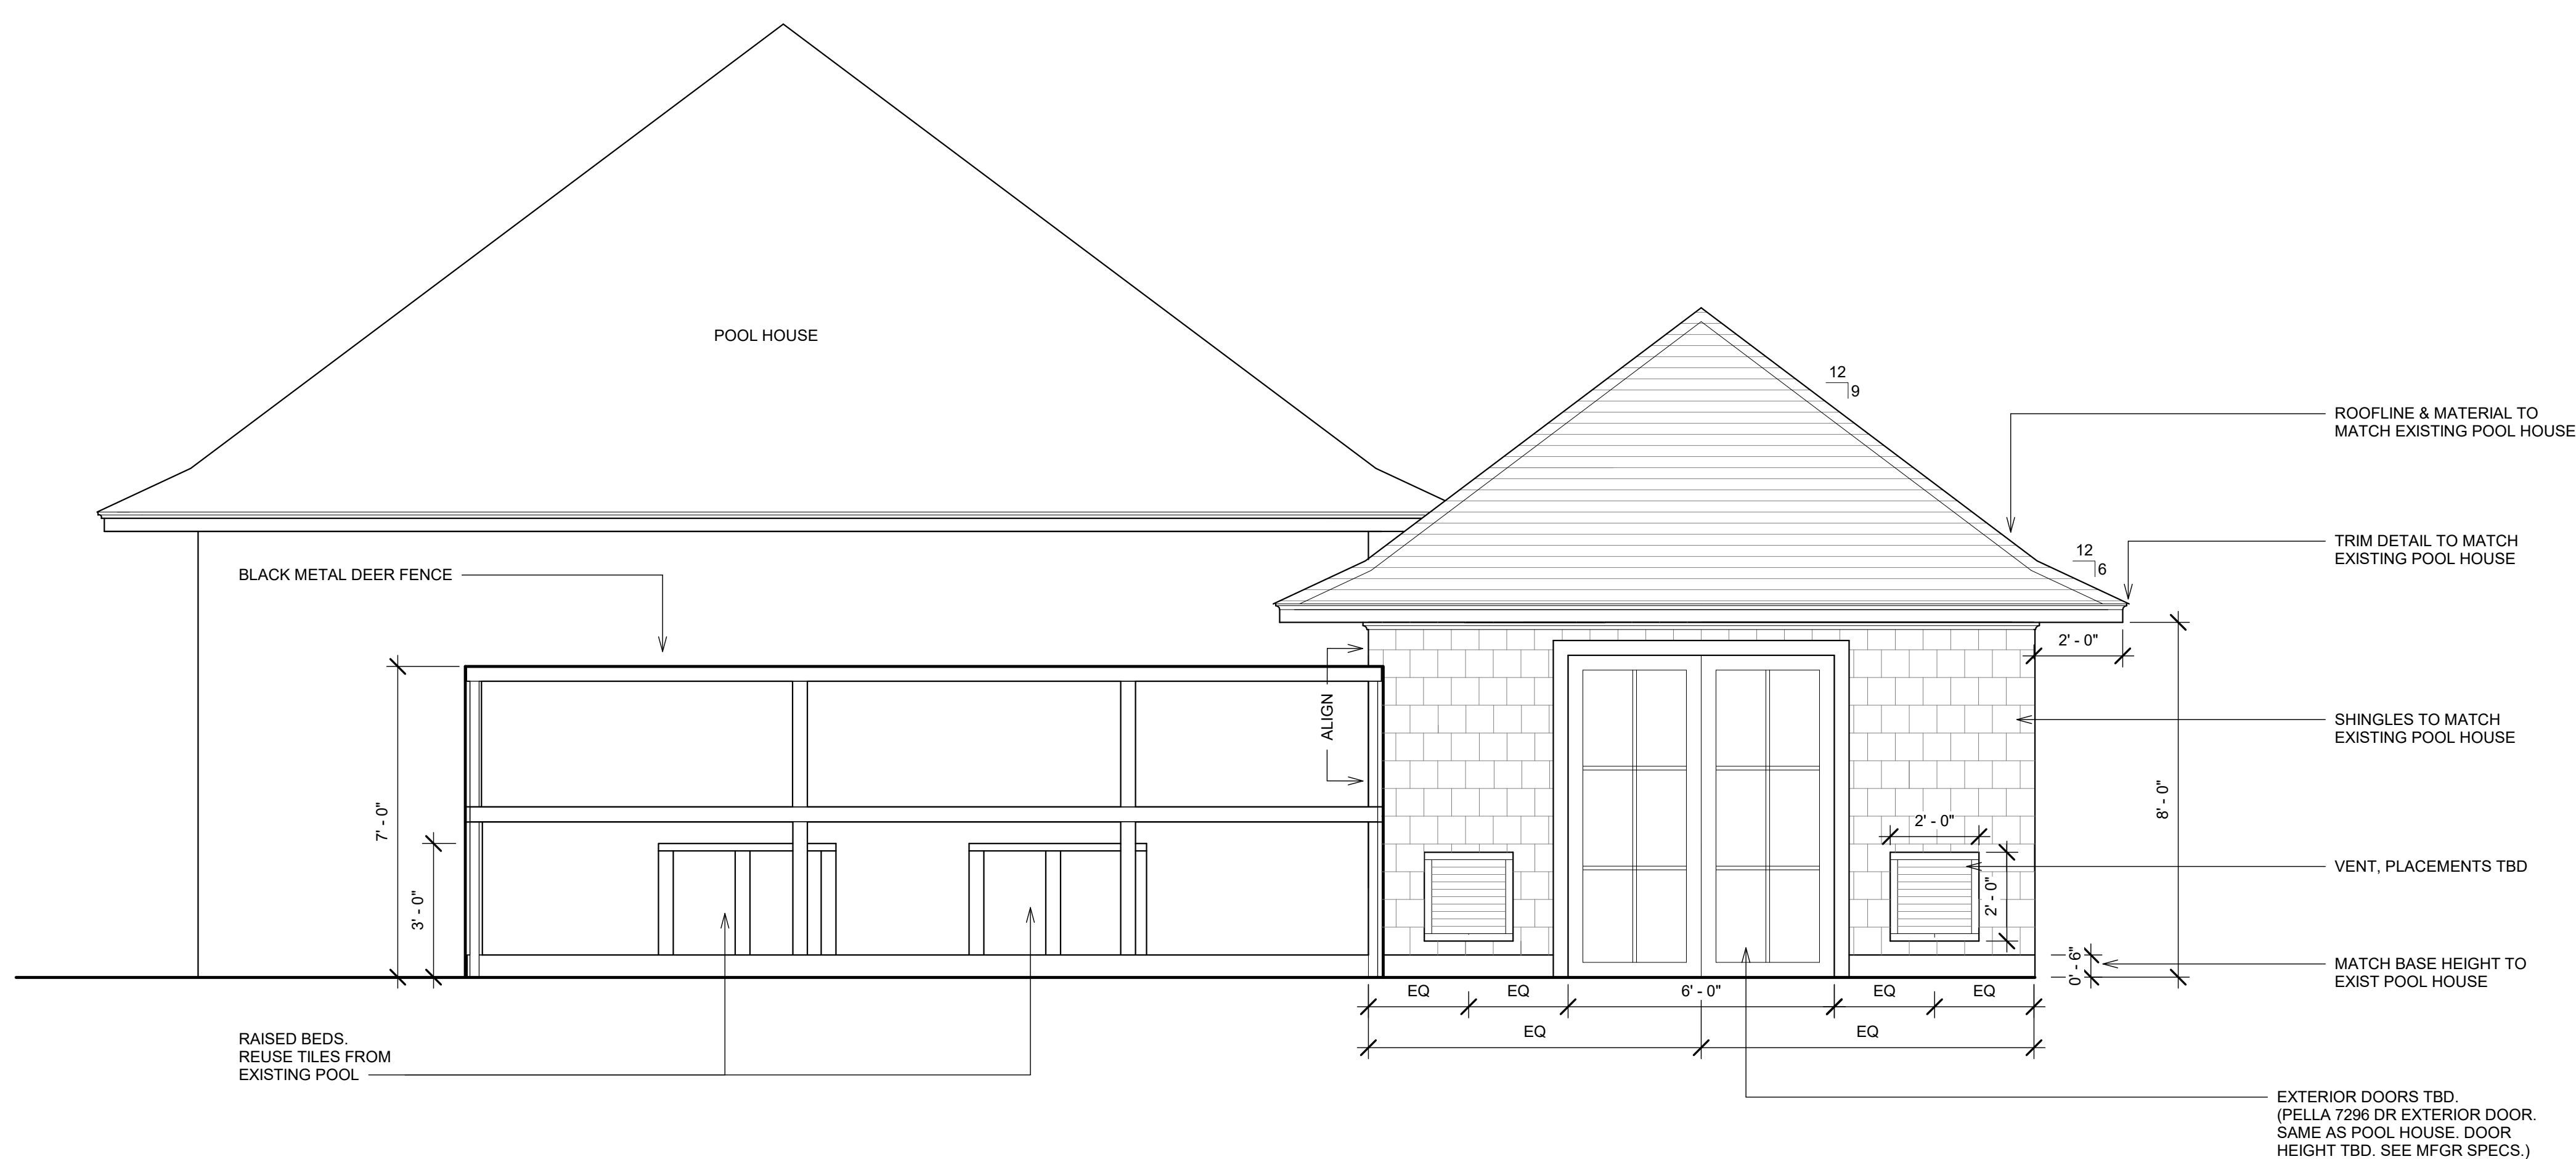 POOL HOUSE
12
9
ROOFLINE & MATERIAL TO
MATCH EXISTING POOL HOUSE
12
6
TRIM DETAIL TO MATCH
EXISTING POOL HOUSE
BLACK METAL DEER FENCE
2' - 0"
ALIGN
SHINGLES TO MATCH
EXISTING POOL HOUSE
7' - 0"
8' - 0"
2' - 0"
3' - 0"
2' - 0"
VENT, PLACEMENTS TBD
0' - 6"
MATCH BASE HEIGHT TO
EXIST POOL HOUSE
EQ
EQ
6' - 0"
EQ
EQ
EQ
EQ
RAISED BEDS.
REUSE TILES FROM
EXISTING POOL
EXTERIOR DOORS TBD.
(PELLA 7296 DR EXTERIOR DOOR.
SAME AS POOL HOUSE. DOOR
HEIGHT TBD. SEE MFGR SPECS.)